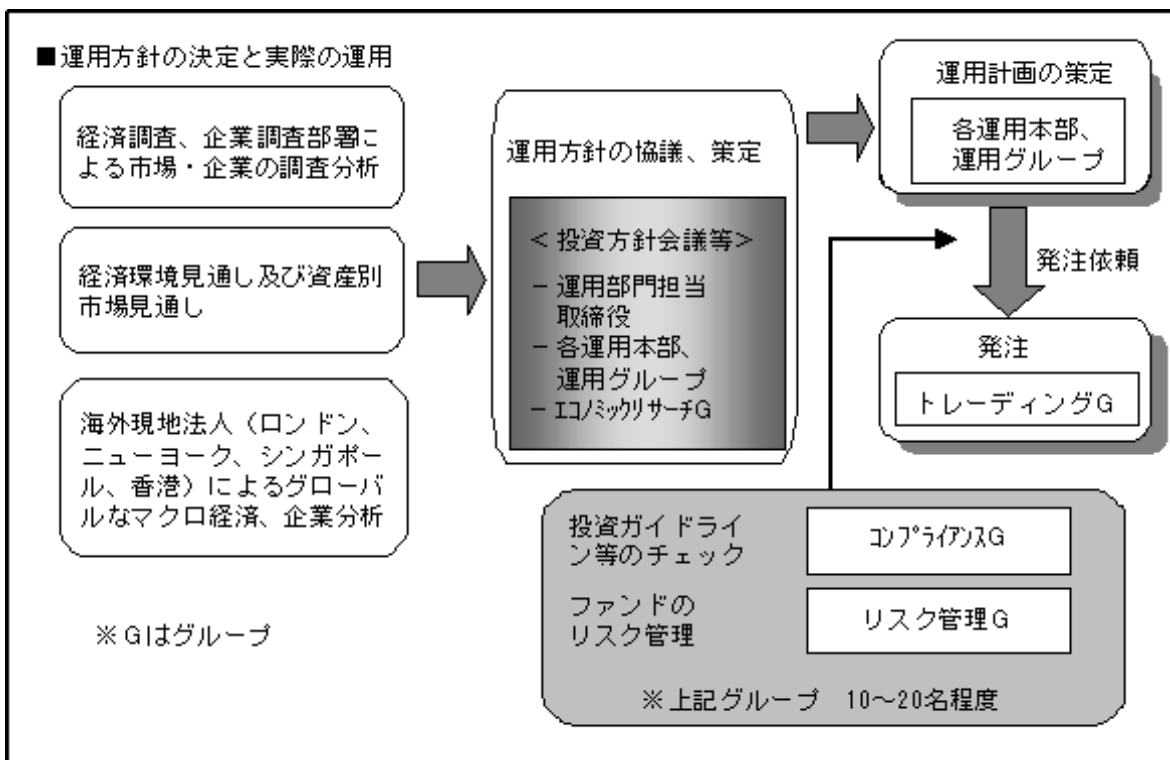 ■運用方針の決定と実際の運用
経済調査、企業調査部署に
よる市場・企業の調査分析
経済環境見通し及び資産別
市場見通し
海外現地法人（ロンドン、
ニューヨーク、シンガポー
ル、香港）によるグローバ
ルなマクロ経済、企業分析
※GIはグループ
運用方針の協議、策定
＜投資方針会議等＞
－運用部門担当
取締役
－各運用本部、
運用グループ
－ｴｺﾉﾐｯｸﾘｻｰﾁG
運用計画の策定
各運用本部、
運用グループ
発注依頼
発注
トレーディングG
投資ガイドライ
ン等のチェック
ｺﾝﾌﾟﾗｲｱﾝｽG
ファンドの
リスク管理
リスク管理G
※上記グループ　10～20名程度